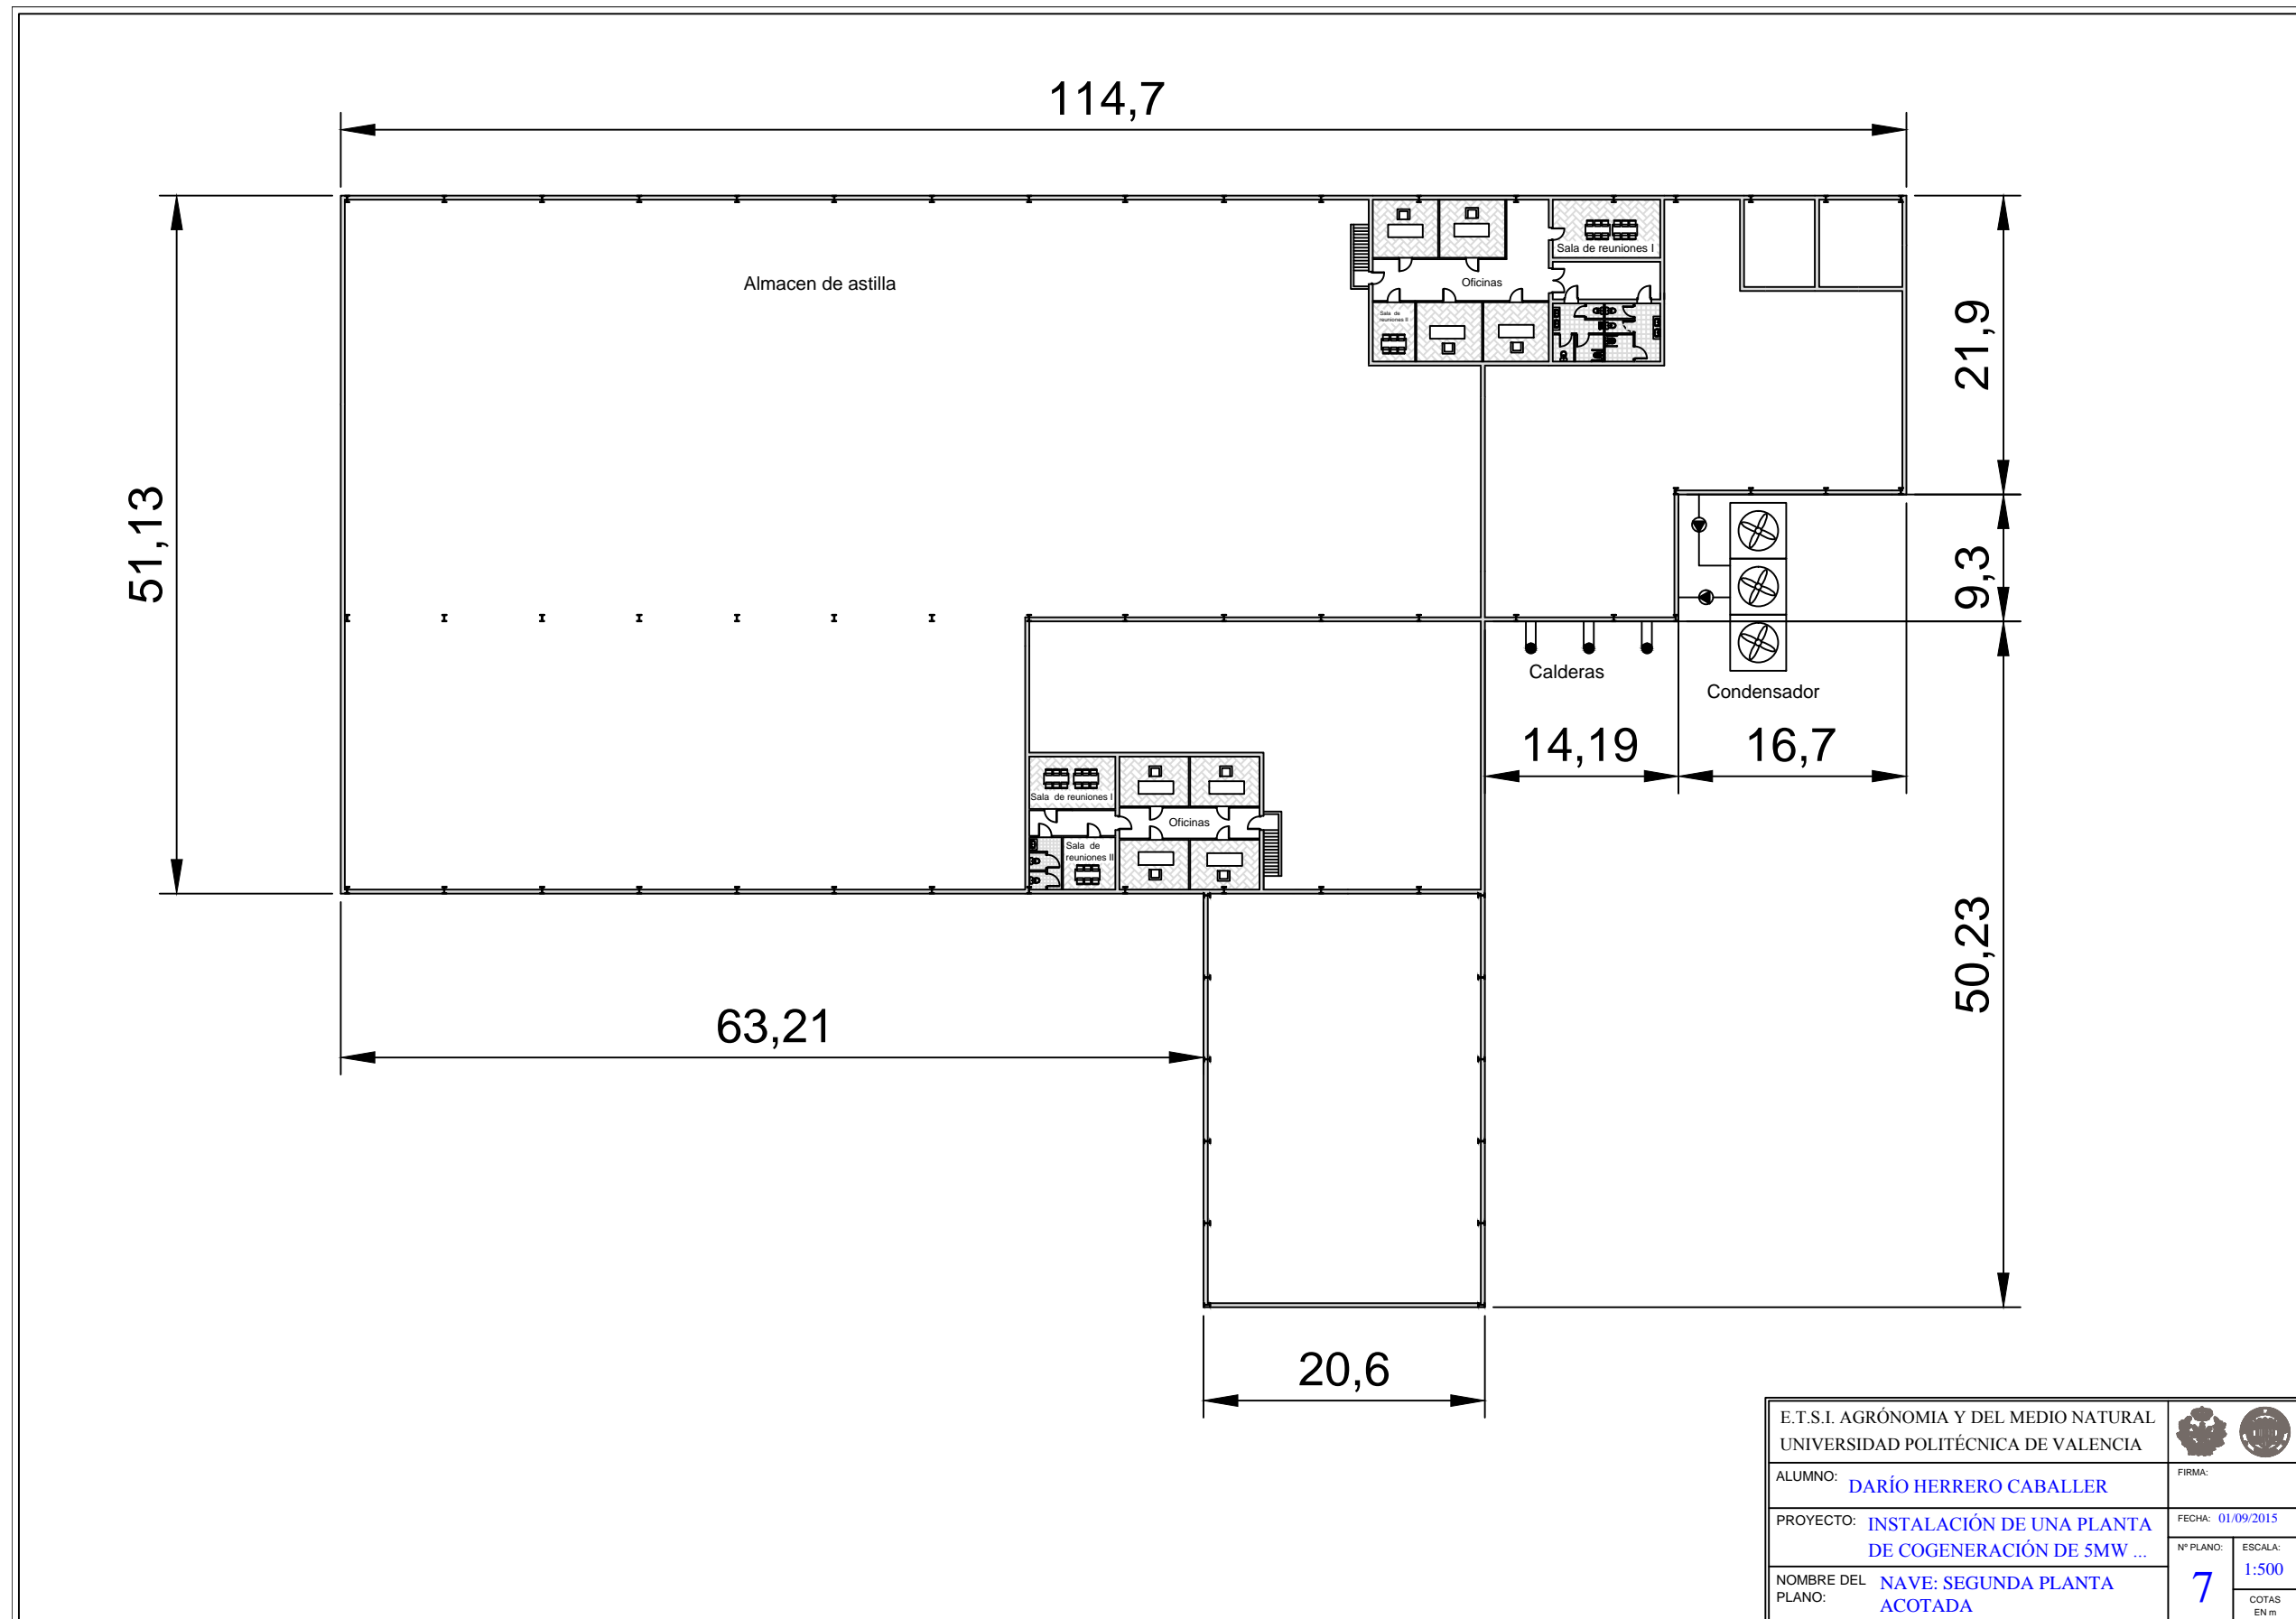 114,7
51,13
21,9
9,3
50,23
Almacen de astilla
Sala de reuniones I
Oficinas
Sala de
reuniones II
Calderas
Condensador
14,19
16,7
Sala de reuniones I
Oficinas
Sala de
reuniones II
63,21
20,6
E.T.S.I. AGRÓNOMIA Y DEL MEDIO NATURAL
UNIVERSIDAD POLITÉCNICA DE VALENCIA
ALUMNO: DARÍO HERRERO CABALLER
FIRMA:
PROYECTO: INSTALACIÓN DE UNA PLANTA
DE COGENERACIÓN DE 5MW ...
FECHA: 01/09/2015
Nº PLANO:
7
ESCALA:
1:500
NOMBRE DEL
PLANO:
NAVE: SEGUNDA PLANTA
ACOTADA
COTAS
EN m